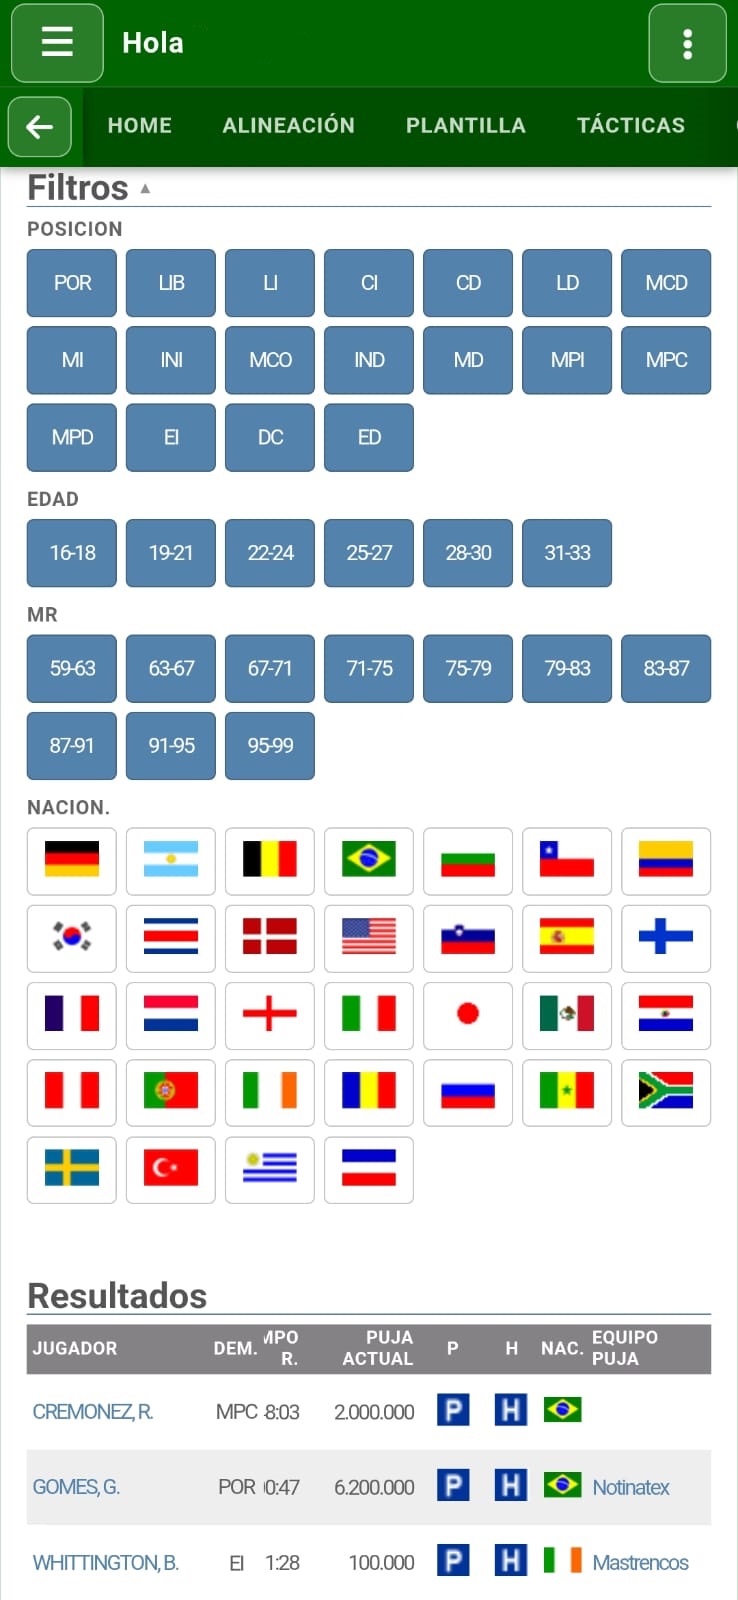 Hola
HOME ALINEACIÓN PLANTILLA TÁCTICAS
Filtros ▲
POSICION
POR LIB LI CI CD LD MCD
MI INI MCO IND MD MPI MPC
MPD EI DC ED
EDAD
16-18 19-21 22-24 25-27 28-30 31-33
MR
59-63 63-67 67-71 71-75 75-79 79-83 83-87
87-91 91-95 95-99
NACION.
Resultados
JUGADOR DEM. MPO R. PUJA ACTUAL P H NAC. EQUIPO PUJA
CREMONEZ, R. MPC 8:03 2.000.000 P H
GOMES, G. POR 0:47 6.200.000 P H Notinatex
WHITTINGTON, B. EI 1:28 100.000 P H Mastrencos